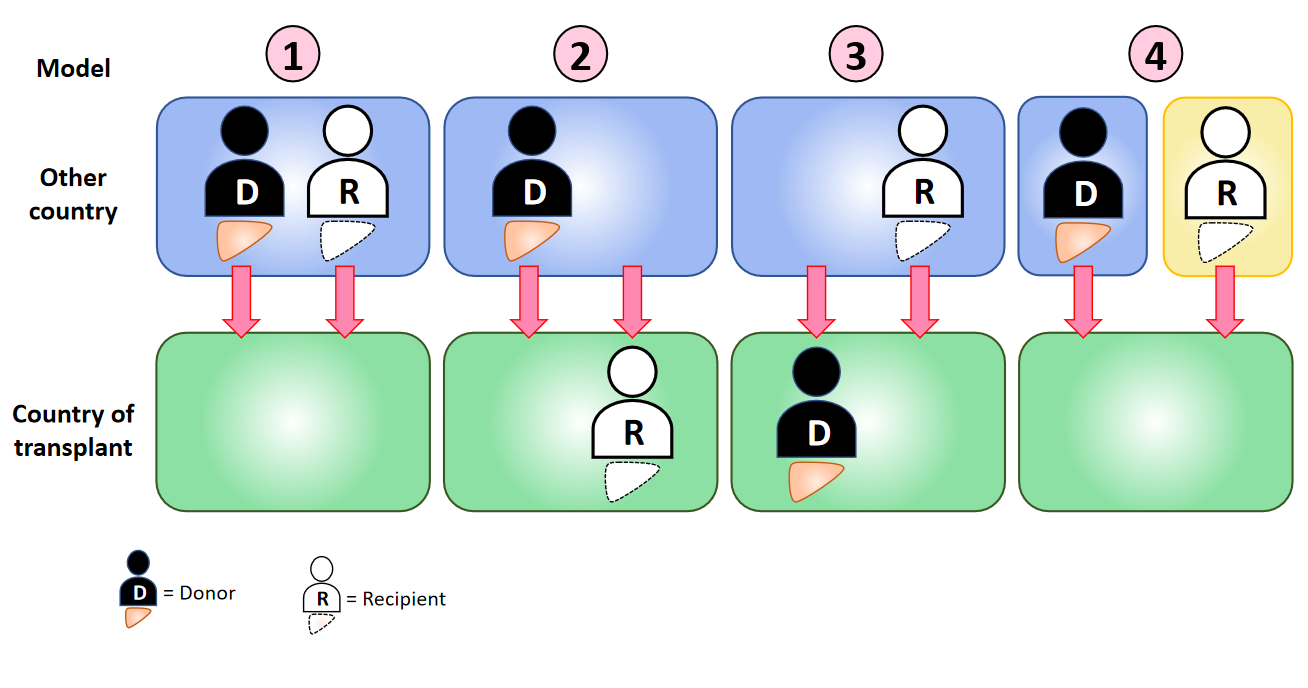 Model
1
2
3
4
Other
country
D
R
D
R
D
R
Country of
transplant
R
D
D
= Donor
R
= Recipient